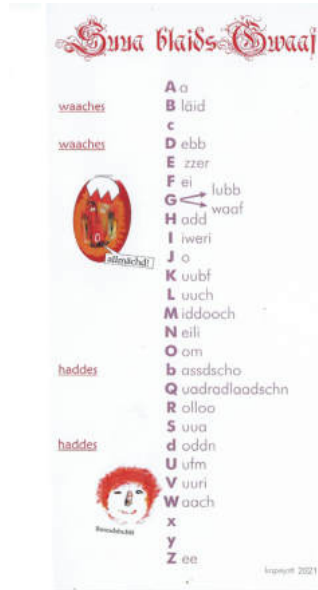 Suua blaids Gwaaf
A a
waaches B läid
c
waaches D ebb
E zzer
F ei
G lubb
waaf
H add
allmächd!
I iweri
J o
K uubf
L uuch
M iddooch
N eili
O om
haddes b assdscho
Q uadradlaadschn
R olloo
S uua
haddes d oddn
U ufm
V uuri
W aach
x
y
Z ee
2021